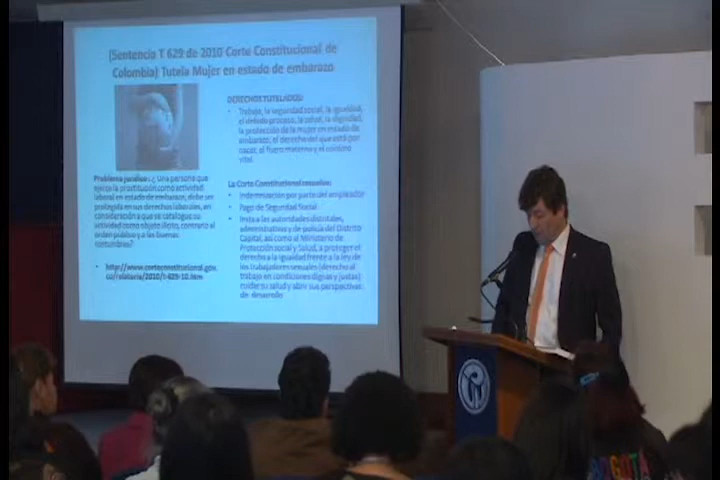 (Sentencia T 629 de 2010 Corte Constitucional de
Colombia) Tutela Mujer en estado de embarazo
DERECHOS TUTELADOS:
• Trabajo, la seguridad social, la igualdad,
el debido proceso, la salud, la dignidad,
la protección de la mujer en estado de
embarazo, el derecho del que está por
nacer, el fuero materno y el mínimo
vital.
Problema jurídico: ¿ Una persona que
ejerce la prostitución como actividad
laboral en estado de embarazo, debe ser
protegida en sus derechos laborales, en
consideración a que se catalogue su
actividad como objeto ilícito, contrario al
orden público y a las buenas
costumbres?
• http://www.corteconstitucional.gov.
co/relatoria/2010/t-629-10.htm
La Corte Constitucional resuelve:
• Indemnización por parte del empleador
• Pago de Seguridad Social
• Insta a las autoridades distritales,
administrativas y de policía del Distrito
Capital, así como al Ministerio de
Protección social y Salud, a proteger el
derecho a la igualdad frente a la ley de
los trabajadores sexuales (derecho al
trabajo en condiciones dignas y justas)
cuidar su salud y abrir sus perspectivas
de desarrollo
BOGOTA